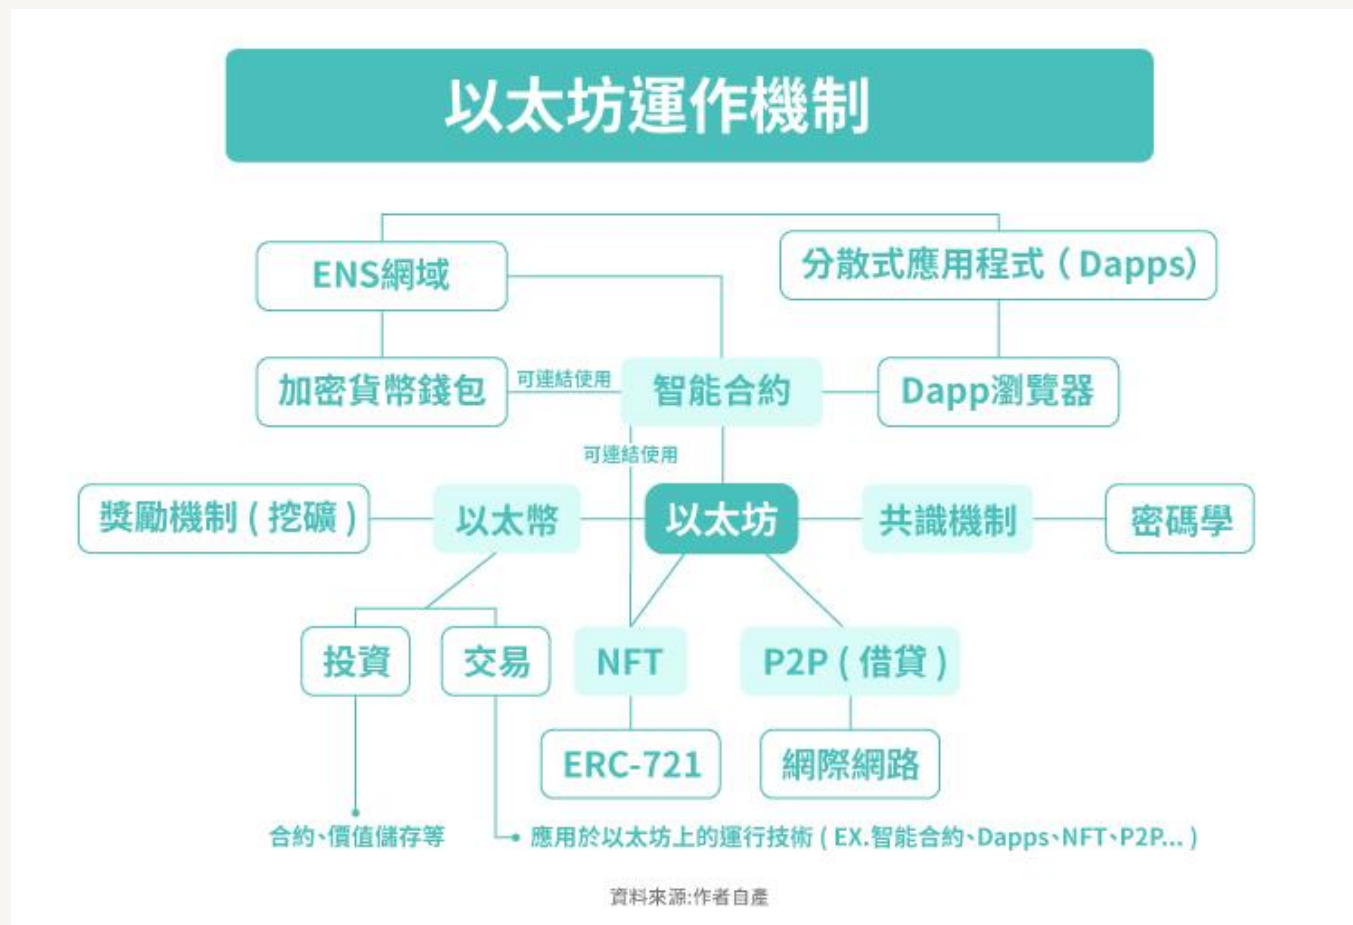 以太坊運作機制
ENS網域
分散式應用程式 ( Dapps)
加密貨幣錢包
可連結使用
智能合約
Dapp瀏覽器
可連結使用
獎勵機制 ( 挖礦 )
以太幣
以太坊
共識機制
密碼學
投資
交易
NFT
P2P ( 借貸 )
ERC-721
網際網路
合約、價值儲存等
應用於以太坊上的運行技術 ( EX.智能合約、Dapps、NFT、P2P... )
資料來源:作者自產